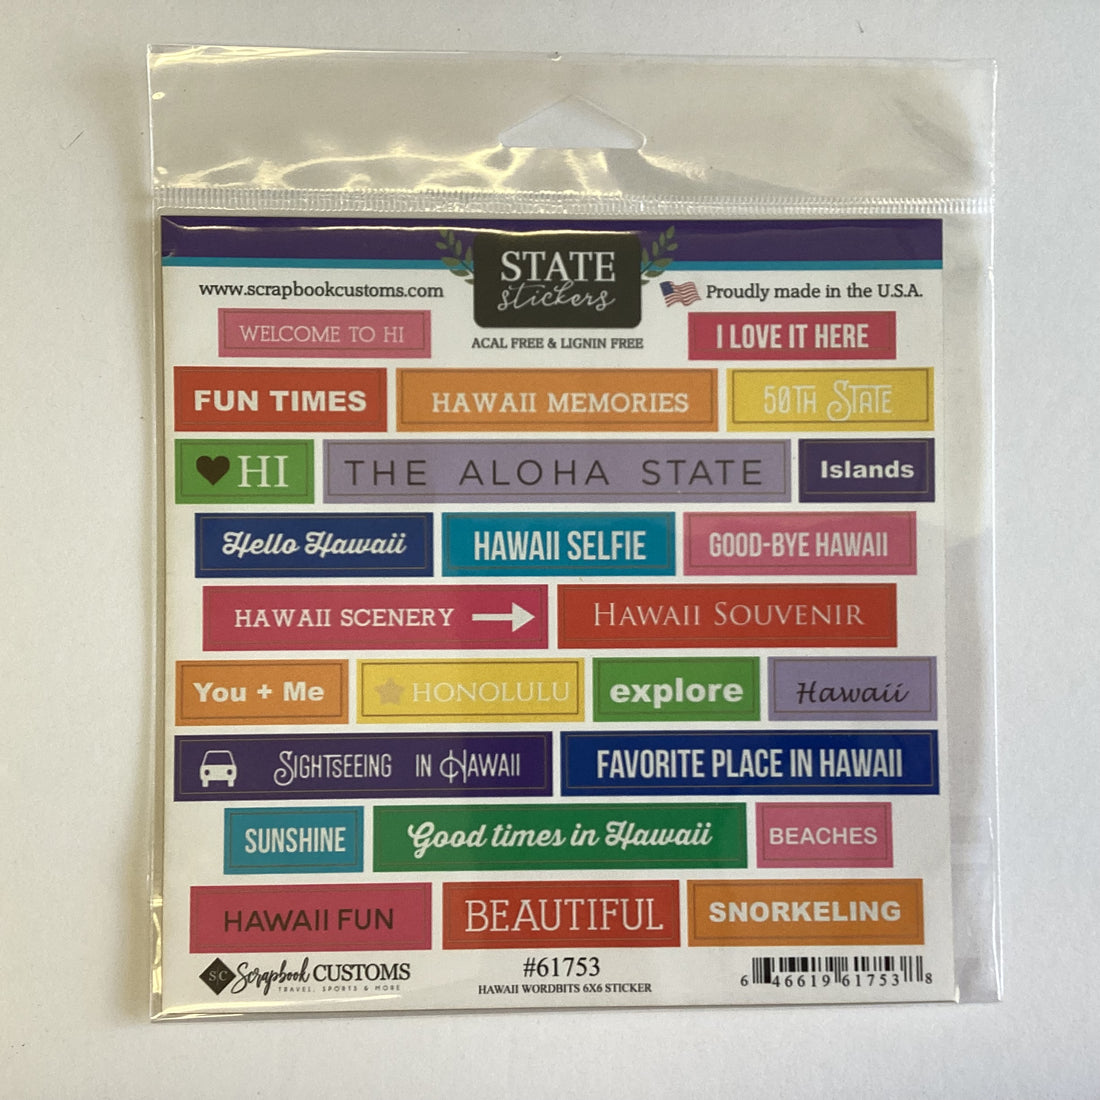 STATE
stickers
www.scrapbookcustoms.com
Proudly made in the U.S.A.
ACAL FREE & LIGNIN FREE
WELCOME TO HI
I LOVE IT HERE
FUN TIMES
HAWAII MEMORIES
50TH STATE
HI
THE ALOHA STATE
Islands
Hello Hawaii
HAWAII SELFIE
GOOD-BYE HAWAII
HAWAII SCENERY
HAWAII SOUVENIR
You + Me
HONOLULU
explore
Hawaii
SIGHTSEEING IN HAWAII
FAVORITE PLACE IN HAWAII
SUNSHINE
Good times in Hawaii
BEACHES
HAWAII FUN
BEAUTIFUL
SNORKELING
SC
Scrapbook CUSTOMS
TRAVEL, SPORTS & MORE
#61753
HAWAII WORDBITS 6X6 STICKER
6 46619 61753 8